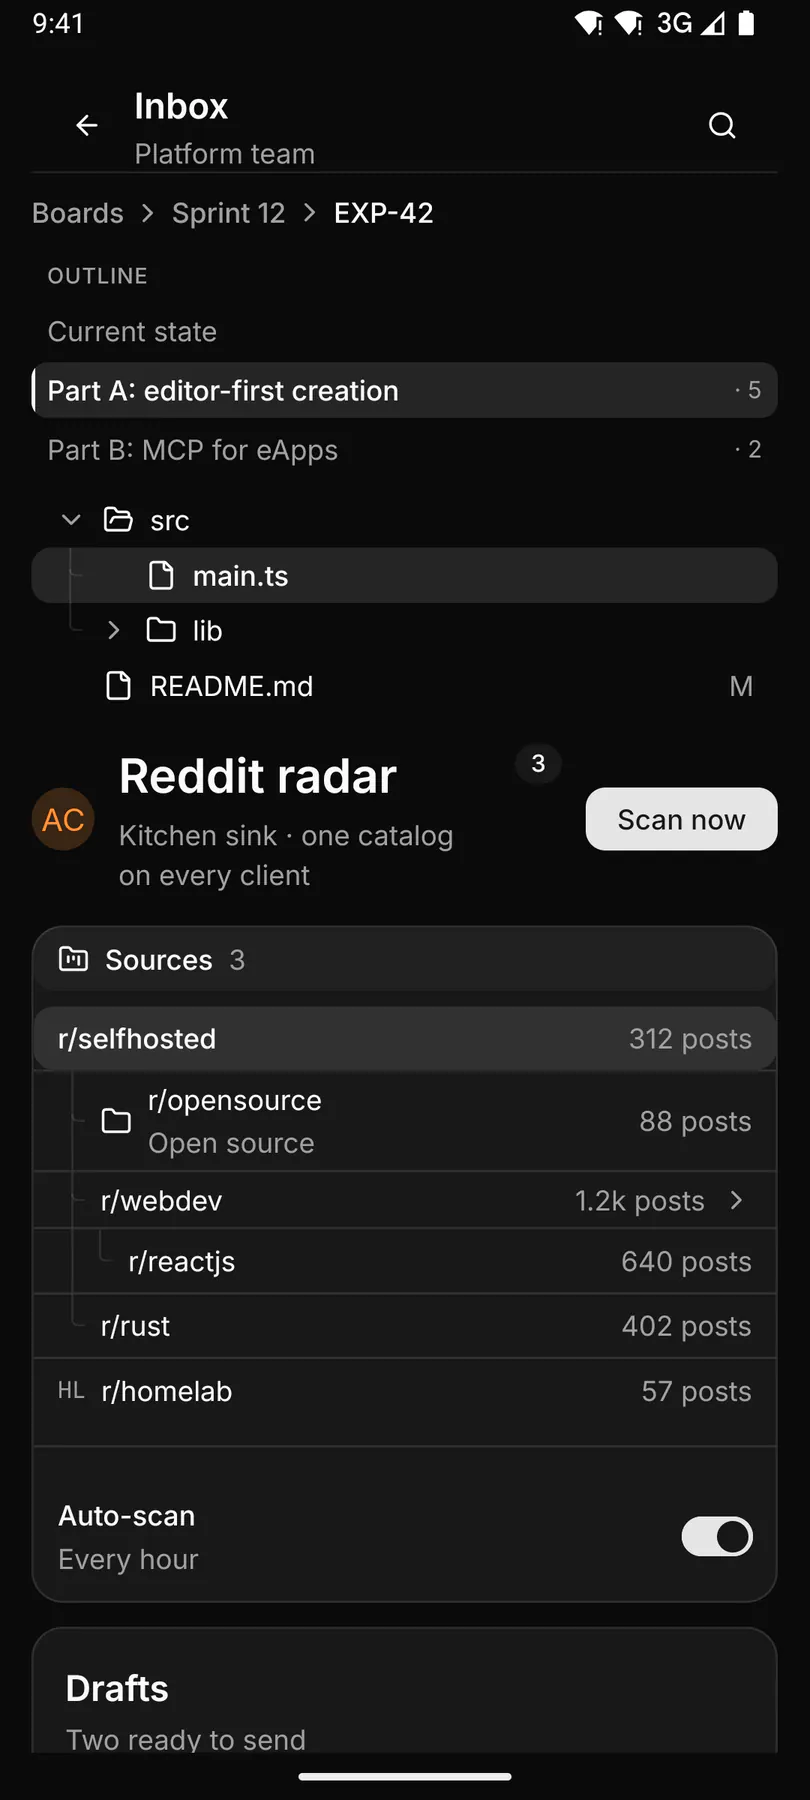 9:41
3G
Inbox
Platform team
Boards > Sprint 12 > EXP-42
OUTLINE
Current state
Part A: editor-first creation · 5
Part B: MCP for eApps · 2
src
main.ts
lib
README.md M
Reddit radar 3
AC
Kitchen sink · one catalog
on every client
Scan now
Sources 3
r/selfhosted 312 posts
r/opensource
Open source
88 posts
r/webdev 1.2k posts
r/reactjs 640 posts
r/rust 402 posts
HL r/homelab 57 posts
Auto-scan
Every hour
Drafts
Two ready to send